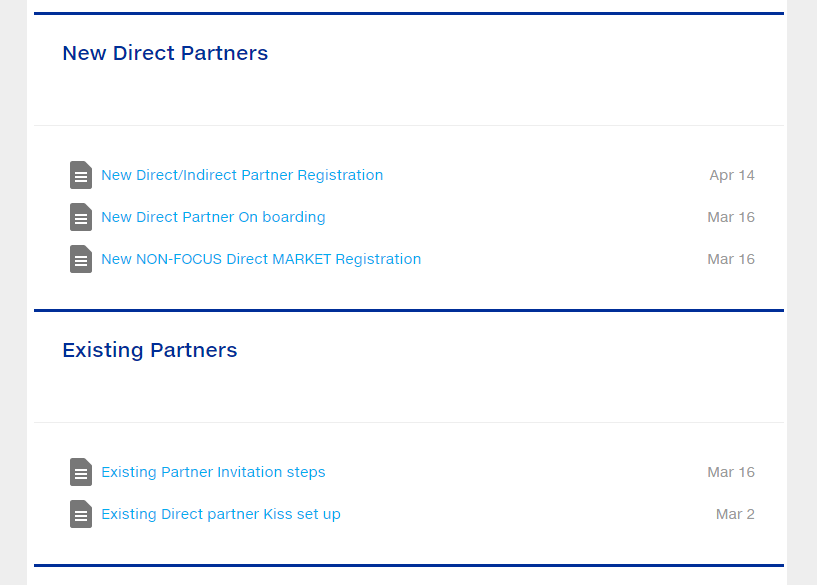 New Direct Partners
New Direct/Indirect Partner Registration Apr 14
New Direct Partner On boarding Mar 16
New NON-FOCUS Direct MARKET Registration Mar 16
Existing Partners
Existing Partner Invitation steps Mar 16
Existing Direct partner Kiss set up Mar 2